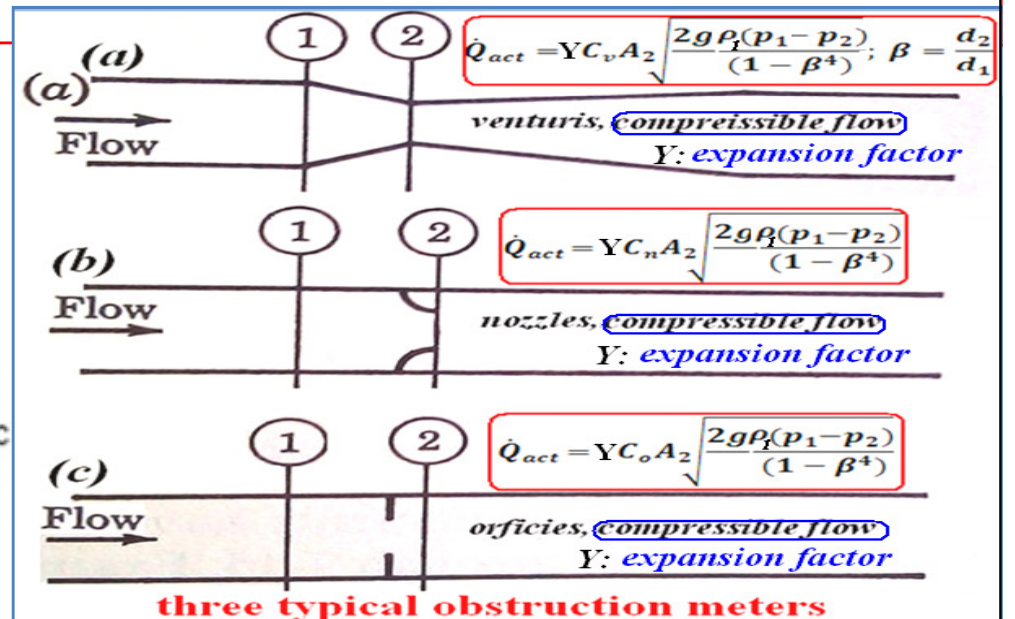 (a) 1 2 Q̇act = YCvA2 √(2gρ1(p1 − p2) / (1 − β⁴)) ; β = d2 / d1
(a)
Flow
venturis, compreissible flow
Y: expansion factor
(b) 1 2 Q̇act = YCnA2 √(2gρ1(p1−p2) / (1 − β⁴))
Flow
nozzles, compressible flow
Y: expansion factor
c
(c) 1 2 Q̇act = YCoA2 √(2gρ1(p1−p2) / (1 − β⁴))
Flow
orficies, compressible flow
Y: expansion factor
three typical obstruction meters